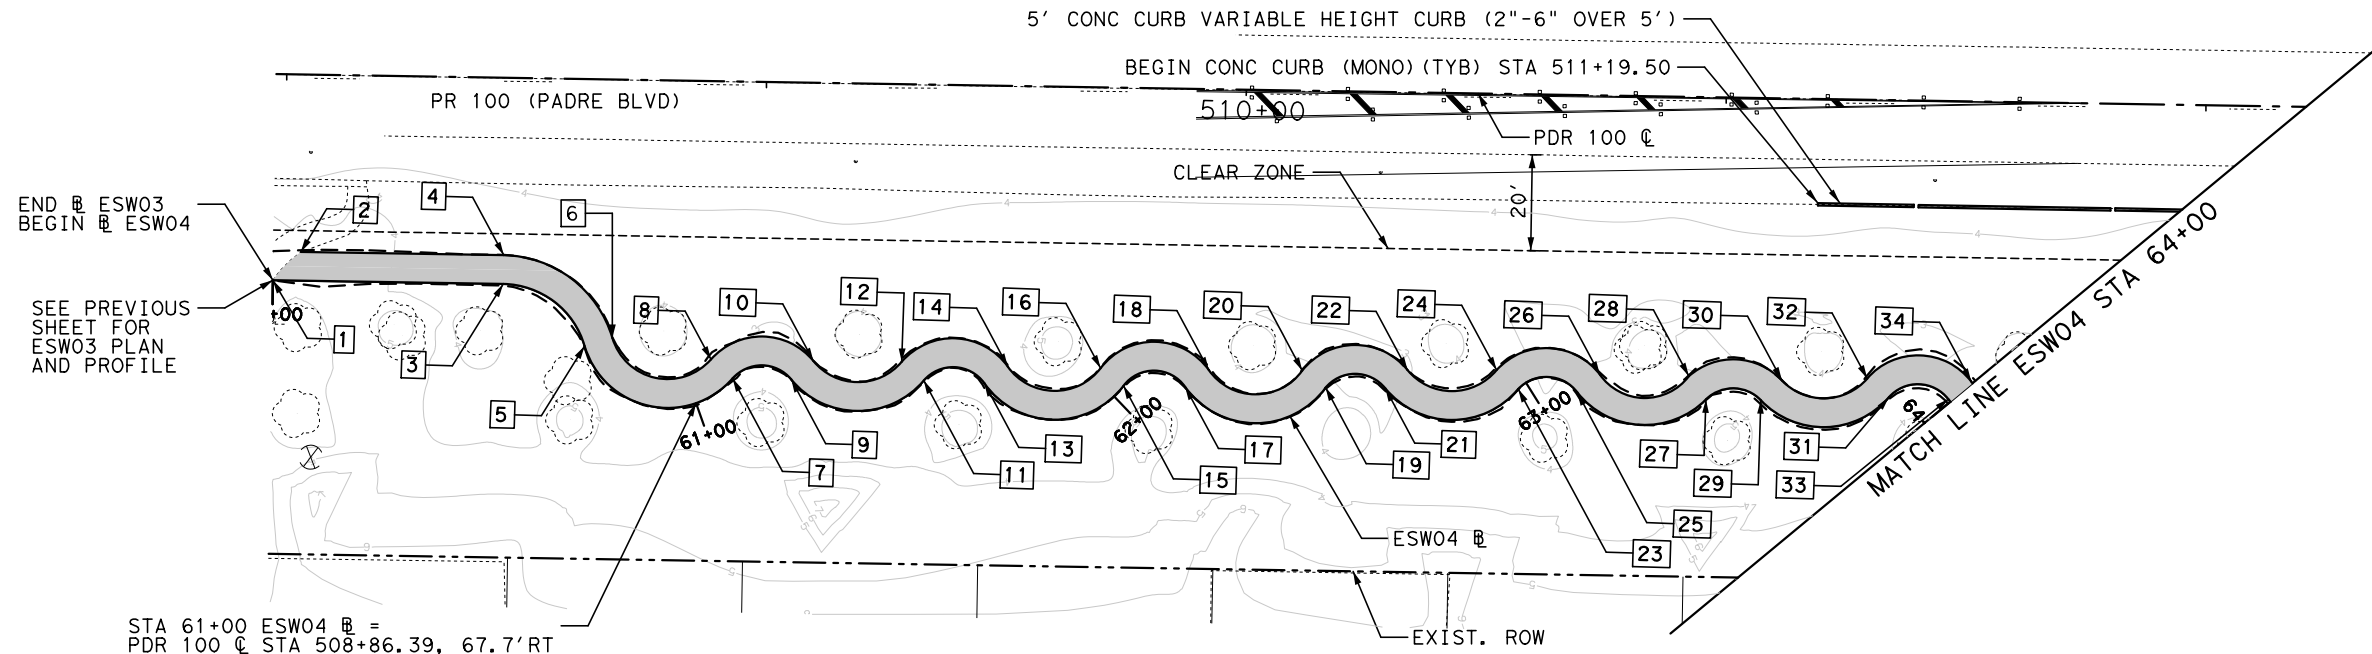 5' CONC CURB VARIABLE HEIGHT CURB (2"-6" OVER 5')
BEGIN CONC CURB (MONO)(TYB) STA 511+19.50
PR 100 (PADRE BLVD)
510+00
PDR 100 ℄
CLEAR ZONE
20'
END BL ESW03
BEGIN BL ESW04
2
4
6
SEE PREVIOUS
SHEET FOR
ESW03 PLAN
AND PROFILE
+00
1
3
5
8
10
12
14
16
18
20
22
24
26
28
30
32
34
61+00
62+00
63+00
64
7
9
11
13
15
17
19
21
23
25
27
29
31
33
MATCH LINE ESW04 STA 64+00
ESW04 BL
EXIST. ROW
STA 61+00 ESW04 BL =
PDR 100 ℄ STA 508+86.39, 67.7'RT